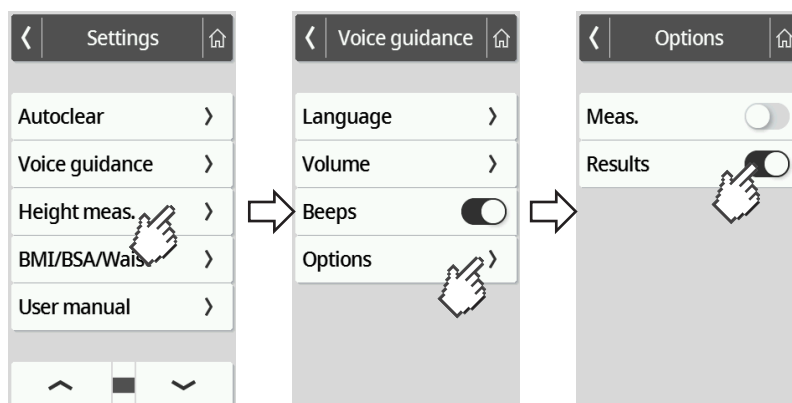 Settings
Autoclear
Voice guidance
Height meas.
BMI/BSA/Waist
User manual
Voice guidance
Language
Volume
Beeps
Options
Options
Meas.
Results